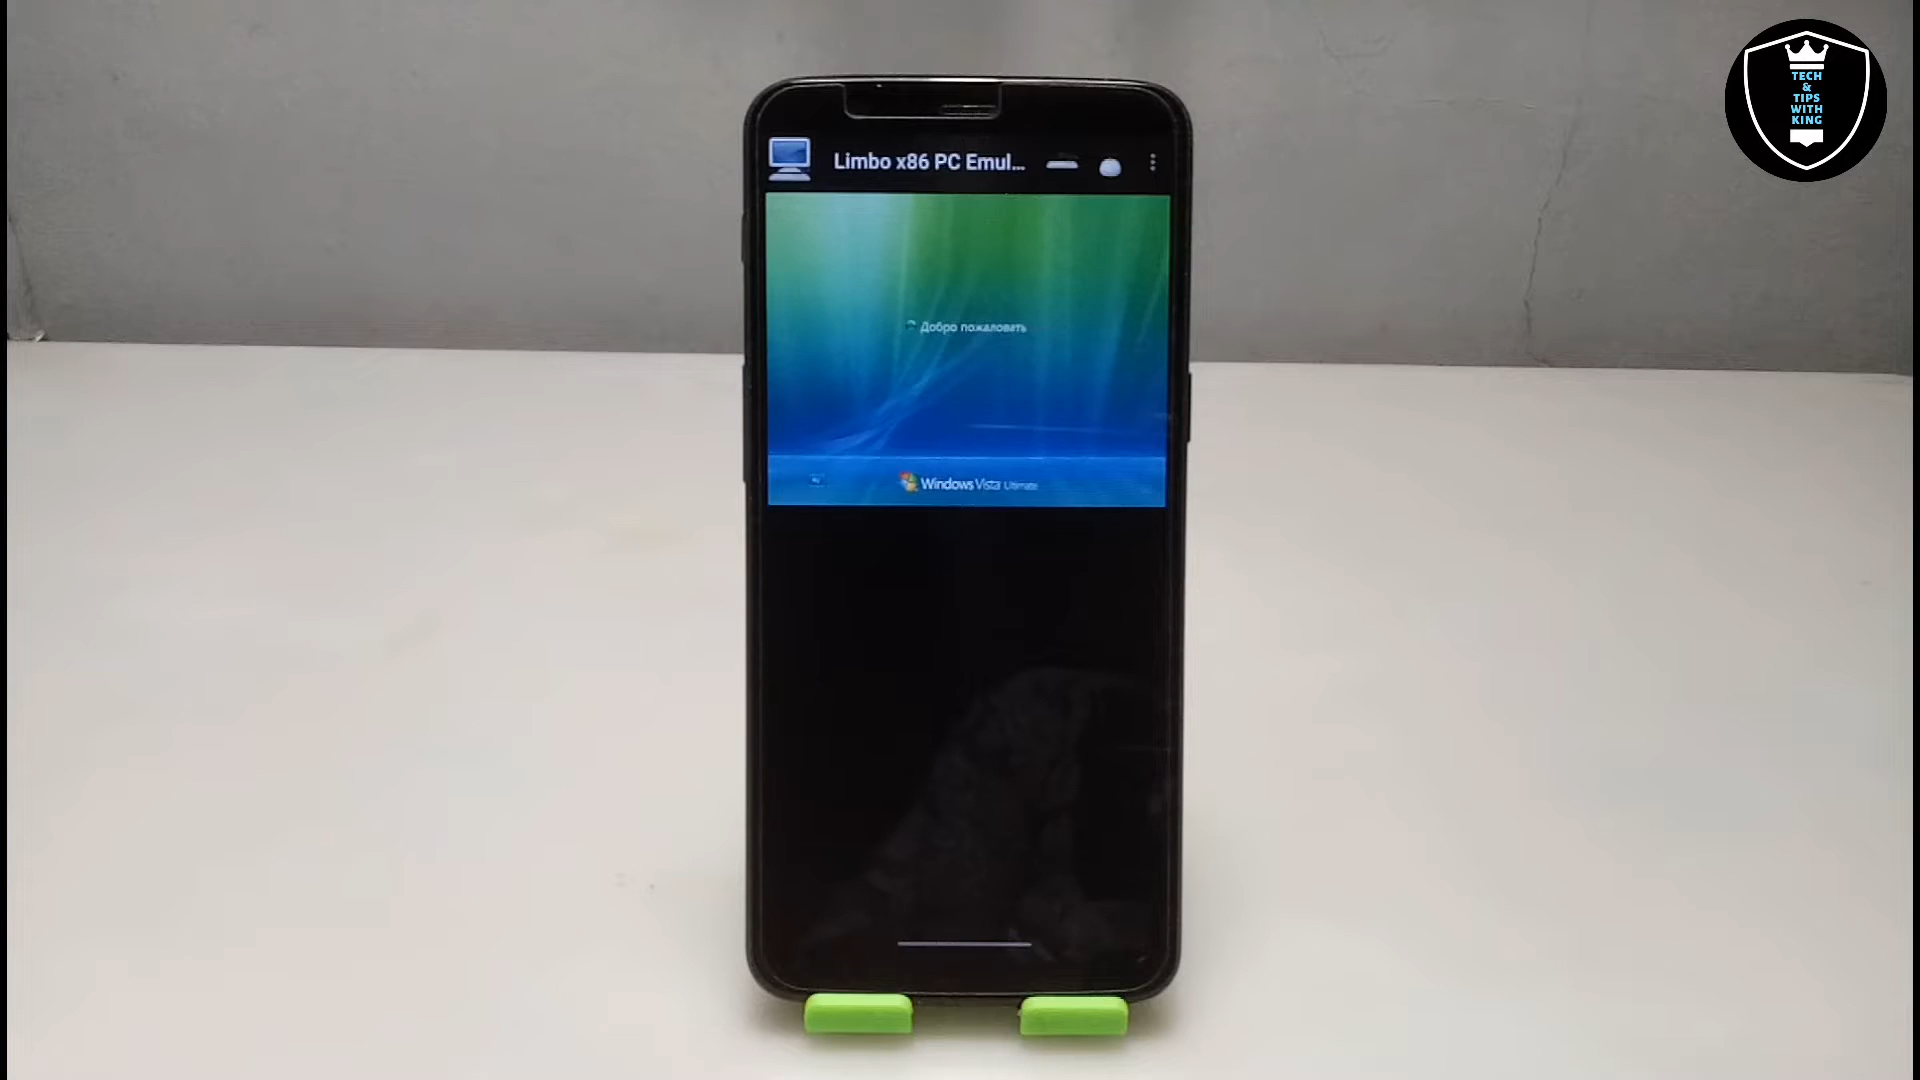 TECH
&
TIPS
WITH
KING
Limbo x86 PC Emul...
Добро пожаловать
Windows Vista Ultimate